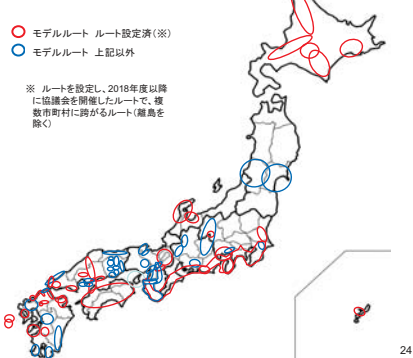 モデルルート ルート設定済(※)
モデルルート 上記以外
※ ルートを設定し、2018年度以降
に協議会を開催したルートで、複
数市町村に跨がるルート(離島を
除く)
24